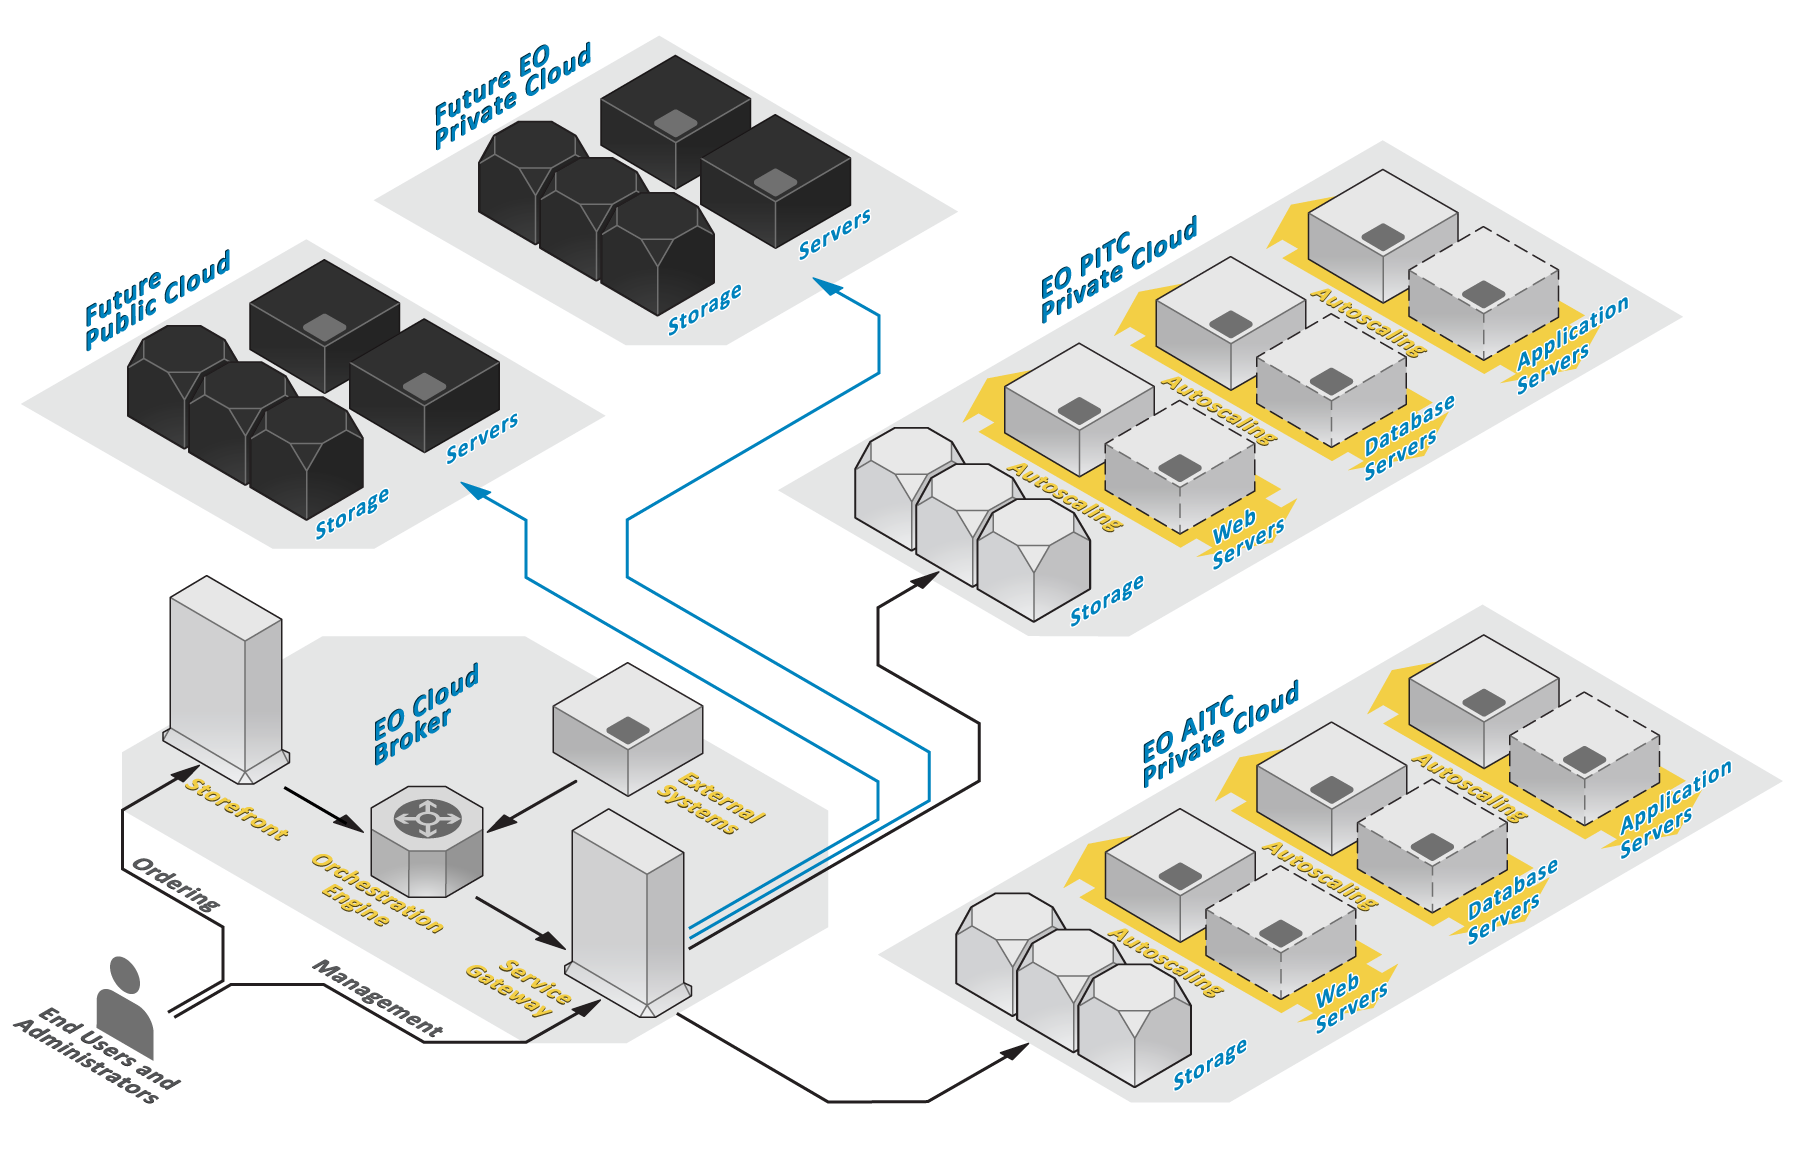 Future EO
Private Cloud
Servers
Storage
Future
Public Cloud
Servers
Storage
EO PITC
Private Cloud
Autoscaling
Application
Servers
Autoscaling
Database
Servers
Autoscaling
Web
Servers
Storage
EO Cloud
Broker
Storefront
External
Systems
Orchestration
Engine
Service
Gateway
Ordering
Management
End Users and
Administrators
EO AITC
Private Cloud
Autoscaling
Application
Servers
Autoscaling
Database
Servers
Autoscaling
Web
Servers
Storage